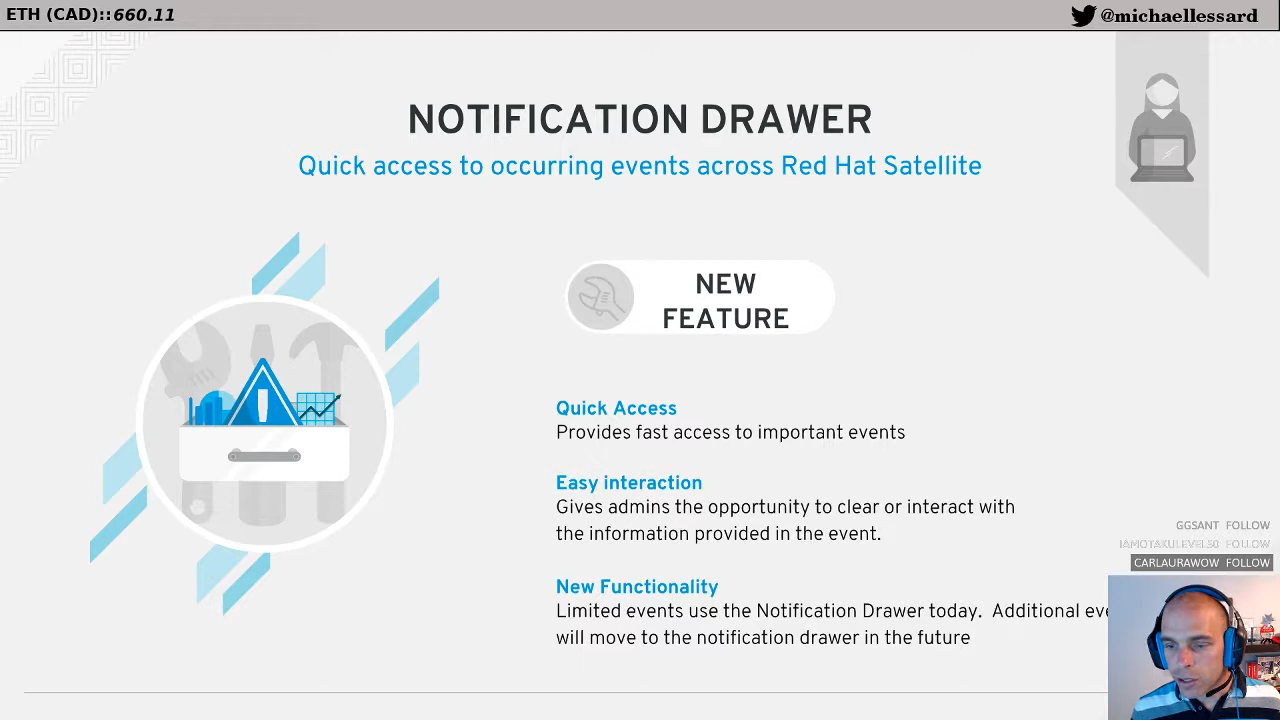 ETH (CAD)::660.11
@michaellessard
NOTIFICATION DRAWER
Quick access to occurring events across Red Hat Satellite
NEW
FEATURE
Quick Access
Provides fast access to important events
Easy interaction
Gives admins the opportunity to clear or interact with
the information provided in the event.
New Functionality
Limited events use the Notification Drawer today. Additional eve
will move to the notification drawer in the future
GGSANT FOLLOW
IAMOTAKULEVEL50 FOLLOW
CARLAURAWOW FOLLOW